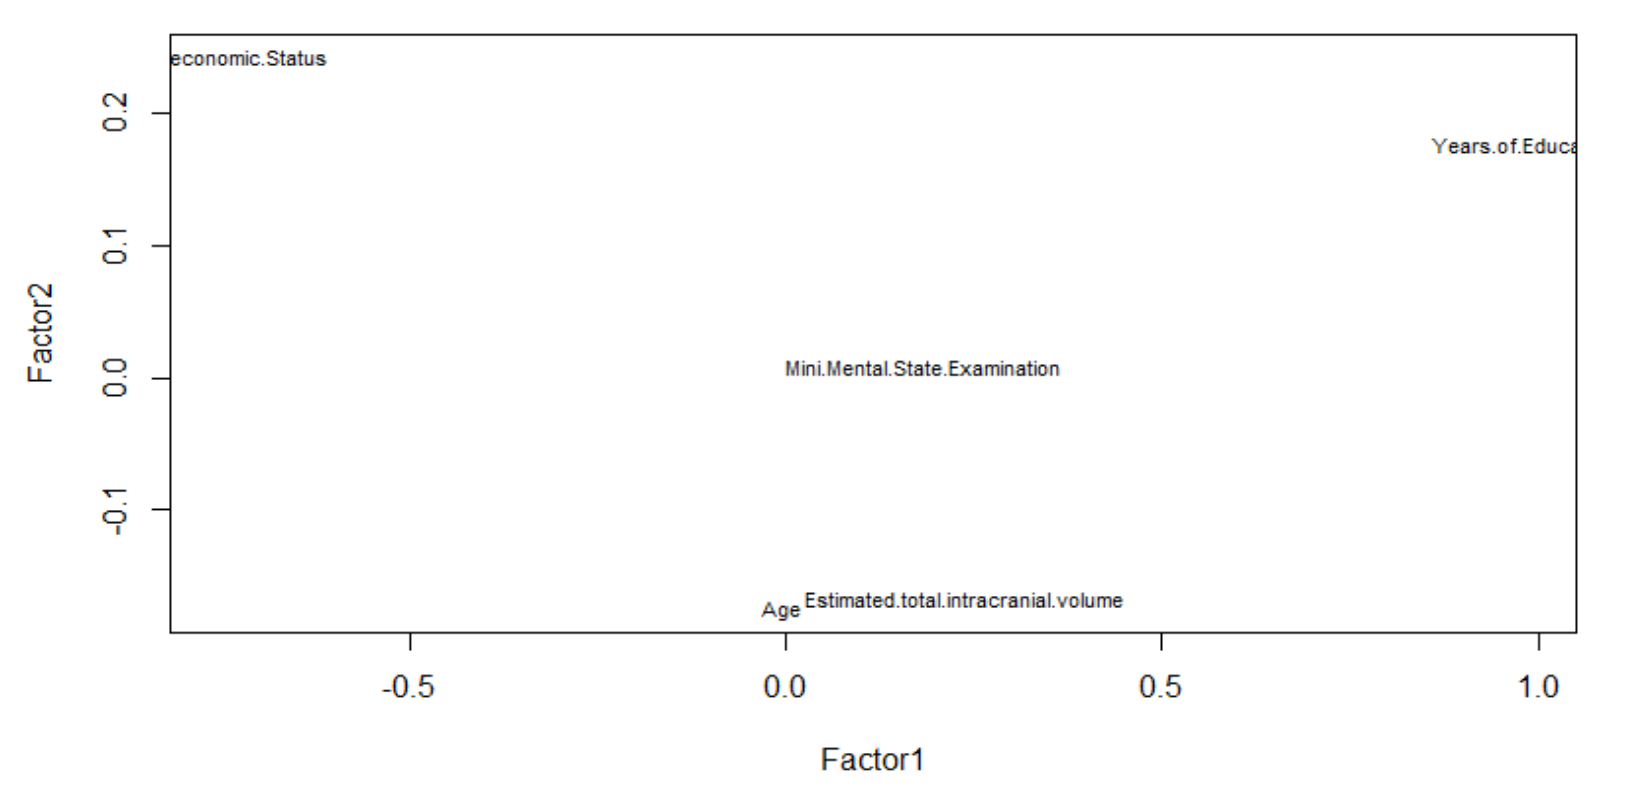 economic.Status
Years.of.Educa
Mini.Mental.State.Examination
Estimated.total.intracranial.volume
Age
Factor2
0.2
0.1
0.0
-0.1
-0.5
0.0
0.5
1.0
Factor1